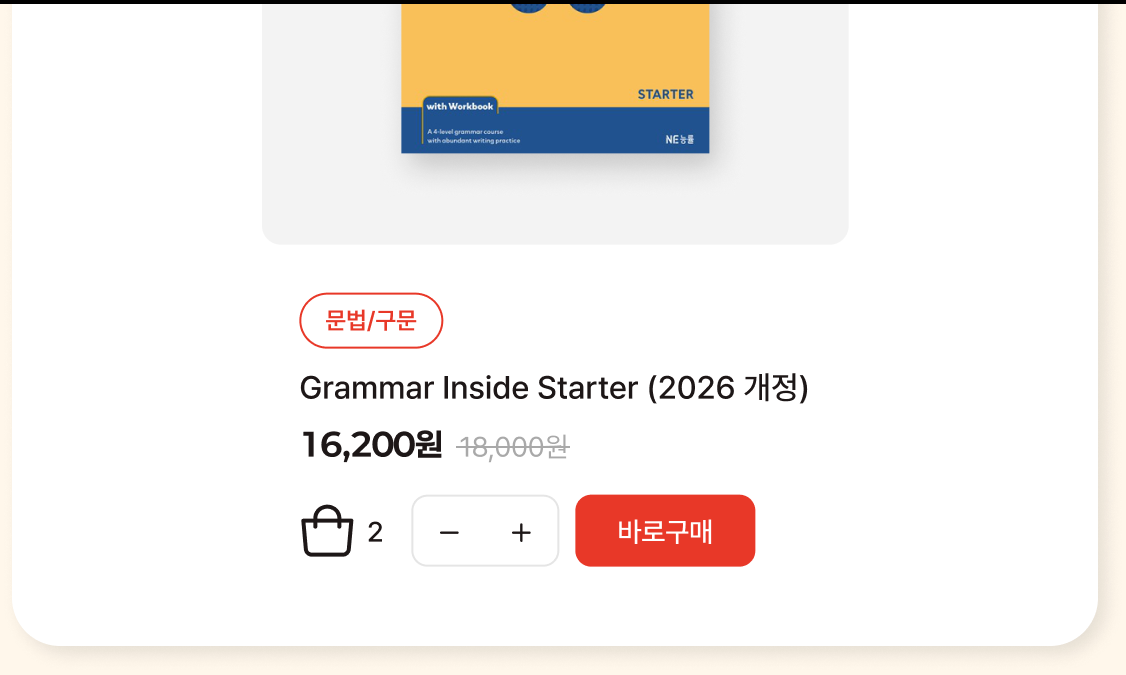 STARTER
with Workbook
A 4-level grammar course
with abundant writing practice
NE능률
문법/구문
Grammar Inside Starter (2026 개정)
16,200원 18,000원
2 − + 바로구매